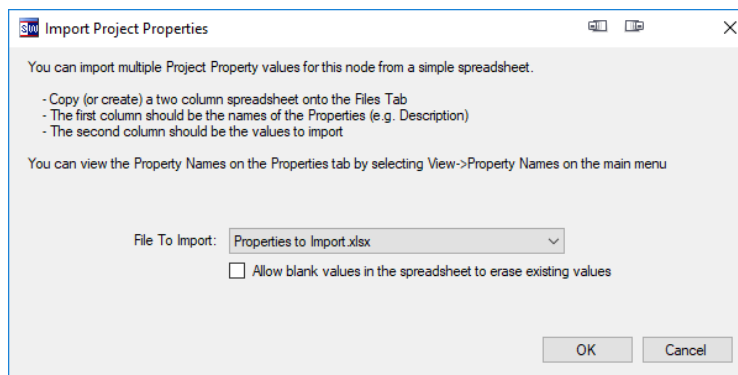 SW Import Project Properties
You can import multiple Project Property values for this node from a simple spreadsheet.
- Copy (or create) a two column spreadsheet onto the Files Tab
- The first column should be the names of the Properties (e.g. Description)
- The second column should be the values to import
You can view the Property Names on the Properties tab by selecting View->Property Names on the main menu
File To Import: Properties to Import.xlsx
Allow blank values in the spreadsheet to erase existing values
OK Cancel